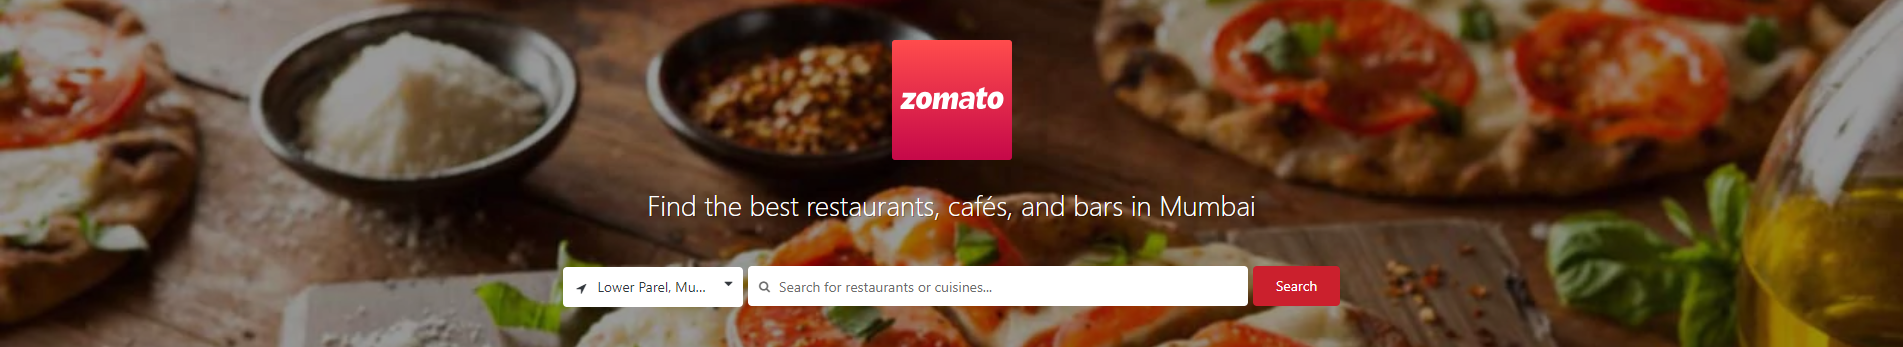 zomato
Find the best restaurants, cafés, and bars in Mumbai
Lower Parel, Mu...
Search for restaurants or cuisines...
Search